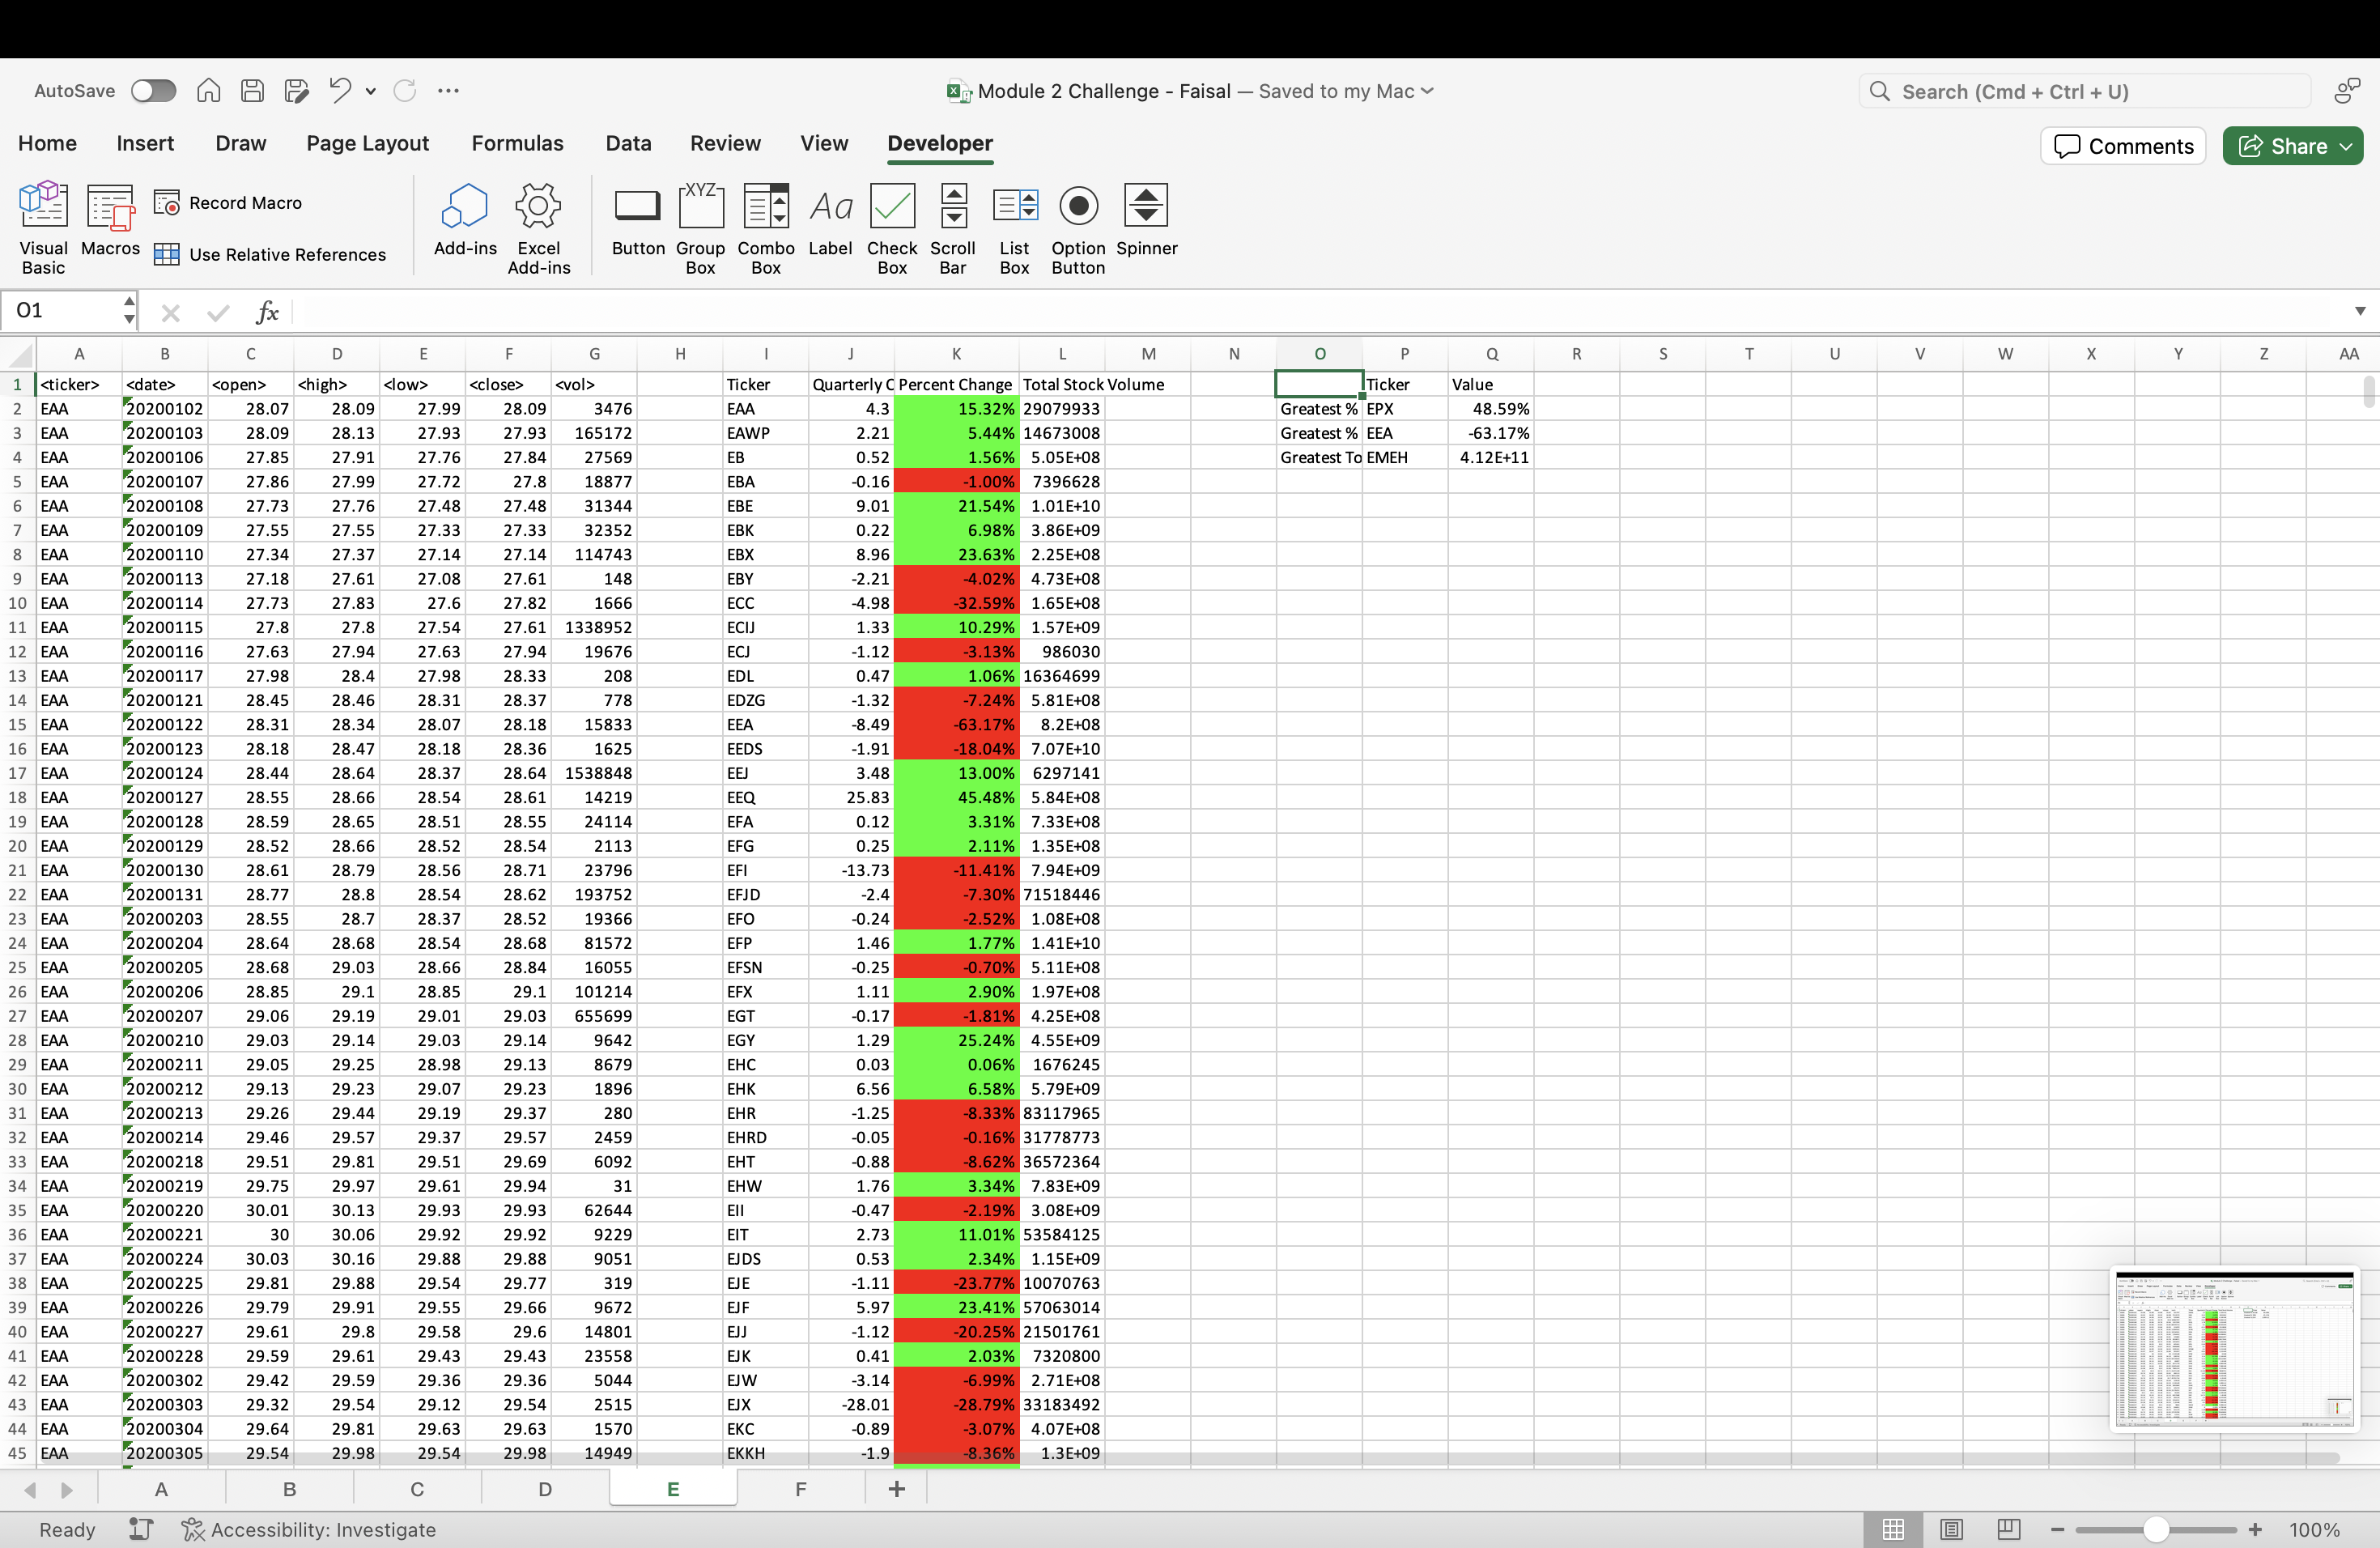 AutoSave Module 2 Challenge - Faisal — Saved to my Mac Search (Cmd + Ctrl + U)
Home Insert Draw Page Layout Formulas Data Review View Developer Comments Share
Visual Basic Macros Record Macro Use Relative References Add-ins Excel Add-ins Button Group Box Combo Box Label Check Box Scroll Bar List Box Option Button Spinner
O1 fx
A B C D E F G H I J K L M N O P Q R S T U V W X Y Z AA
1 <ticker> <date> <open> <high> <low> <close> <vol> Ticker Quarterly C Percent Change Total Stock Volume Ticker Value
2 EAA 20200102 28.07 28.09 27.99 28.09 3476 EAA 4.3 15.32% 29079933 Greatest % EPX 48.59%
3 EAA 20200103 28.09 28.13 27.93 27.93 165172 EAWP 2.21 5.44% 14673008 Greatest % EEA -63.17%
4 EAA 20200106 27.85 27.91 27.76 27.84 27569 EB 0.52 1.56% 5.05E+08 Greatest To EMEH 4.12E+11
5 EAA 20200107 27.86 27.99 27.72 27.8 18877 EBA -0.16 -1.00% 7396628
6 EAA 20200108 27.73 27.76 27.48 27.48 31344 EBE 9.01 21.54% 1.01E+10
7 EAA 20200109 27.55 27.55 27.33 27.33 32352 EBK 0.22 6.98% 3.86E+09
8 EAA 20200110 27.34 27.37 27.14 27.14 114743 EBX 8.96 23.63% 2.25E+08
9 EAA 20200113 27.18 27.61 27.08 27.61 148 EBY -2.21 -4.02% 4.73E+08
10 EAA 20200114 27.73 27.83 27.6 27.82 1666 ECC -4.98 -32.59% 1.65E+08
11 EAA 20200115 27.8 27.8 27.54 27.61 1338952 ECIJ 1.33 10.29% 1.57E+09
12 EAA 20200116 27.63 27.94 27.63 27.94 19676 ECJ -1.12 -3.13% 986030
13 EAA 20200117 27.98 28.4 27.98 28.33 208 EDL 0.47 1.06% 16364699
14 EAA 20200121 28.45 28.46 28.31 28.37 778 EDZG -1.32 -7.24% 5.81E+08
15 EAA 20200122 28.31 28.34 28.07 28.18 15833 EEA -8.49 -63.17% 8.2E+08
16 EAA 20200123 28.18 28.47 28.18 28.36 1625 EEDS -1.91 -18.04% 7.07E+10
17 EAA 20200124 28.44 28.64 28.37 28.64 1538848 EEJ 3.48 13.00% 6297141
18 EAA 20200127 28.55 28.66 28.54 28.61 14219 EEQ 25.83 45.48% 5.84E+08
19 EAA 20200128 28.59 28.65 28.51 28.55 24114 EFA 0.12 3.31% 7.33E+08
20 EAA 20200129 28.52 28.66 28.52 28.54 2113 EFG 0.25 2.11% 1.35E+08
21 EAA 20200130 28.61 28.79 28.56 28.71 23796 EFI -13.73 -11.41% 7.94E+09
22 EAA 20200131 28.77 28.8 28.54 28.62 193752 EFJD -2.4 -7.30% 71518446
23 EAA 20200203 28.55 28.7 28.37 28.52 19366 EFO -0.24 -2.52% 1.08E+08
24 EAA 20200204 28.64 28.68 28.54 28.68 81572 EFP 1.46 1.77% 1.41E+10
25 EAA 20200205 28.68 29.03 28.66 28.84 16055 EFSN -0.25 -0.70% 5.11E+08
26 EAA 20200206 28.85 29.1 28.85 29.1 101214 EFX 1.11 2.90% 1.97E+08
27 EAA 20200207 29.06 29.19 29.01 29.03 655699 EGT -0.17 -1.81% 4.25E+08
28 EAA 20200210 29.03 29.14 29.03 29.14 9642 EGY 1.29 25.24% 4.55E+09
29 EAA 20200211 29.05 29.25 28.98 29.13 8679 EHC 0.03 0.06% 1676245
30 EAA 20200212 29.13 29.23 29.07 29.23 1896 EHK 6.56 6.58% 5.79E+09
31 EAA 20200213 29.26 29.44 29.19 29.37 280 EHR -1.25 -8.33% 83117965
32 EAA 20200214 29.46 29.57 29.37 29.57 2459 EHRD -0.05 -0.16% 31778773
33 EAA 20200218 29.51 29.81 29.51 29.69 6092 EHT -0.88 -8.62% 36572364
34 EAA 20200219 29.75 29.97 29.61 29.94 31 EHW 1.76 3.34% 7.83E+09
35 EAA 20200220 30.01 30.13 29.93 29.93 62644 EII -0.47 -2.19% 3.08E+09
36 EAA 20200221 30 30.06 29.92 29.92 9229 EIT 2.73 11.01% 53584125
37 EAA 20200224 30.03 30.16 29.88 29.88 9051 EJDS 0.53 2.34% 1.15E+09
38 EAA 20200225 29.81 29.88 29.54 29.77 319 EJE -1.11 -23.77% 10070763
39 EAA 20200226 29.79 29.91 29.55 29.66 9672 EJF 5.97 23.41% 57063014
40 EAA 20200227 29.61 29.8 29.58 29.6 14801 EJJ -1.12 -20.25% 21501761
41 EAA 20200228 29.59 29.61 29.43 29.43 23558 EJK 0.41 2.03% 7320800
42 EAA 20200302 29.42 29.59 29.36 29.36 5044 EJW -3.14 -6.99% 2.71E+08
43 EAA 20200303 29.32 29.54 29.12 29.54 2515 EJX -28.01 -28.79% 33183492
44 EAA 20200304 29.64 29.81 29.63 29.63 1570 EKC -0.89 -3.07% 4.07E+08
45 EAA 20200305 29.54 29.98 29.54 29.98 14949 EKKH -1.9 -8.36% 1.3E+09
A B C D E F +
Ready Accessibility: Investigate 100%